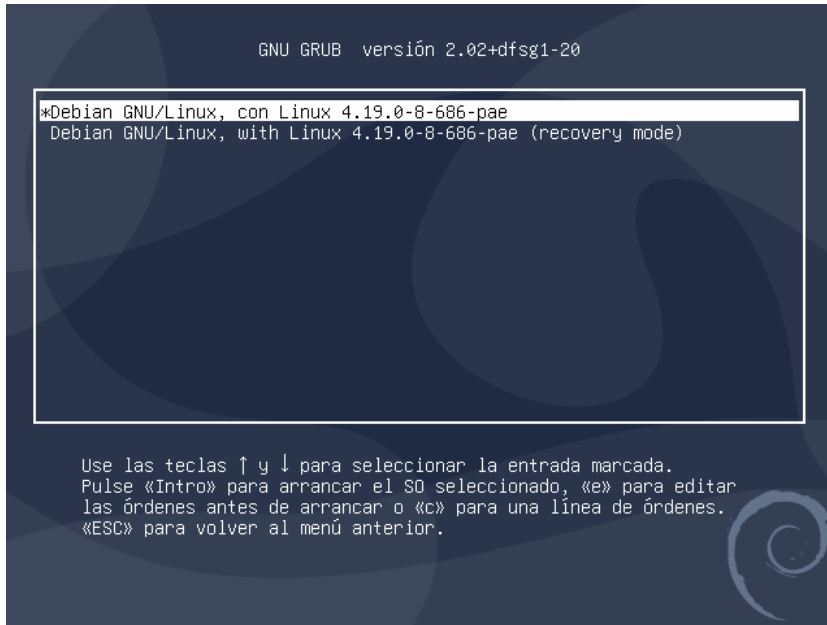 GNU GRUB  versión 2.02+dfsg1-20
*Debian GNU/Linux, con Linux 4.19.0-8-686-pae
Debian GNU/Linux, with Linux 4.19.0-8-686-pae (recovery mode)
Use las teclas ↑ y ↓ para seleccionar la entrada marcada.
Pulse «Intro» para arrancar el SO seleccionado, «e» para editar
las órdenes antes de arrancar o «c» para una línea de órdenes.
«ESC» para volver al menú anterior.